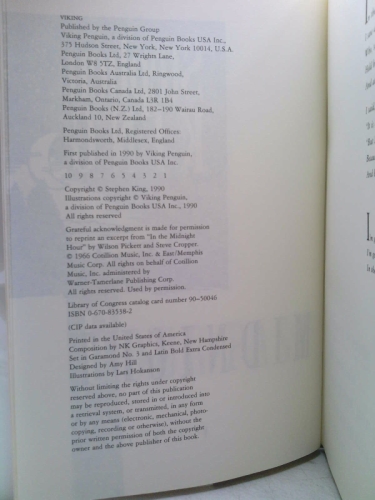 VIKING
Published by the Penguin Group
Viking Penguin, a division of Penguin Books USA Inc.,
375 Hudson Street, New York, New York 10014, U.S.A.
Penguin Books Ltd, 27 Wrights Lane,
London W8 5TZ, England
Penguin Books Australia Ltd, Ringwood,
Victoria, Australia
Penguin Books Canada Ltd, 2801 John Street,
Markham, Ontario, Canada L3R 1B4
Penguin Books (N.Z.) Ltd, 182–190 Wairau Road,
Auckland 10, New Zealand
Penguin Books Ltd, Registered Offices:
Harmondsworth, Middlesex, England
First published in 1990 by Viking Penguin,
a division of Penguin Books USA Inc.
10 9 8 7 6 5 4 3 2 1
Copyright © Stephen King, 1990
Illustrations copyright © Viking Penguin,
a division of Penguin Books USA Inc., 1990
All rights reserved
Grateful acknowledgment is made for permission
to reprint an excerpt from "In the Midnight
Hour" by Wilson Pickett and Steve Cropper.
© 1966 Cotillion Music, Inc. & East/Memphis
Music Corp. All rights on behalf of Cotillion
Music, Inc. administered by
Warner-Tamerlane Publishing Corp.
All rights reserved. Used by permission.
Library of Congress catalog card number 90-50046
ISBN 0-670-83538-2
(CIP data available)
Printed in the United States of America
Composition by NK Graphics, Keene, New Hampshire
Set in Garamond No. 3 and Latin Bold Extra Condensed
Designed by Amy Hill
Illustrations by Lars Hokanson
Without limiting the rights under copyright
reserved above, no part of this publication
may be reproduced, stored in or introduced into
a retrieval system, or transmitted, in any form
or by any means (electronic, mechanical, photo-
copying, recording or otherwise), without the
prior written permission of both the copyright
owner and the above publisher of this book.